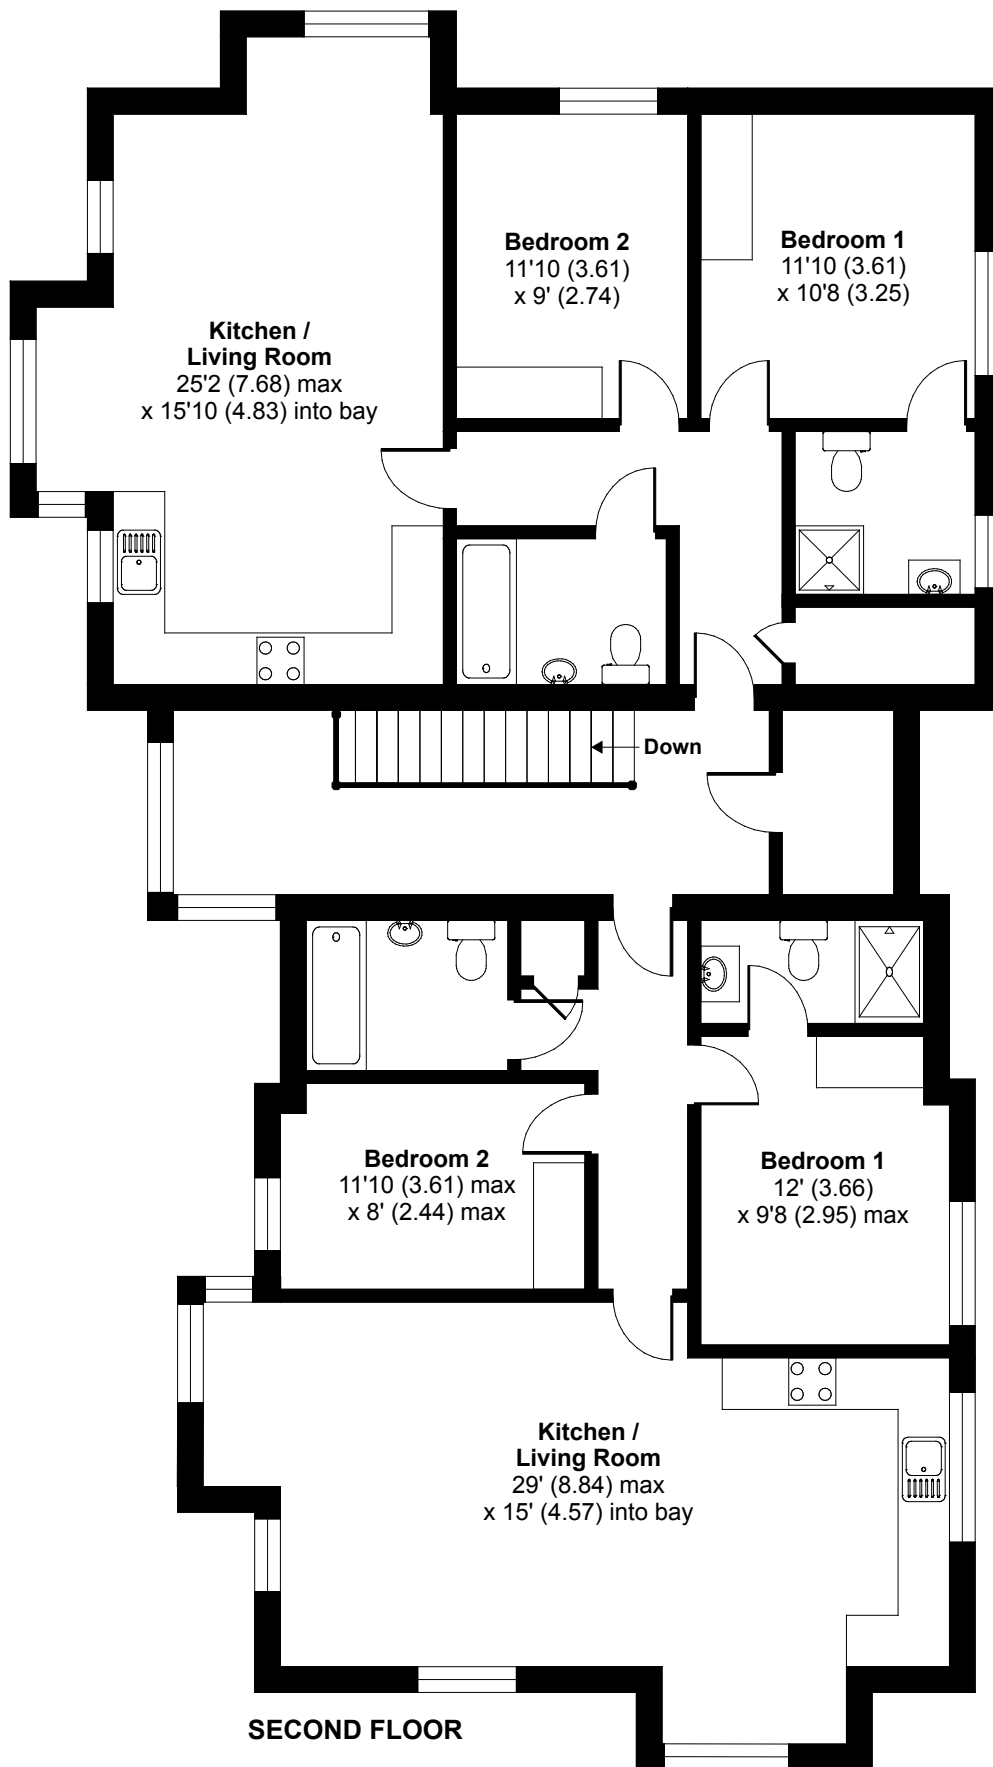 Bedroom 2
11'10 (3.61)
x 9' (2.74)
Bedroom 1
11'10 (3.61)
x 10'8 (3.25)
Kitchen /
Living Room
25'2 (7.68) max
x 15'10 (4.83) into bay
Down
Bedroom 2
11'10 (3.61) max
x 8' (2.44) max
Bedroom 1
12' (3.66)
x 9'8 (2.95) max
Kitchen /
Living Room
29' (8.84) max
x 15' (4.57) into bay
SECOND FLOOR